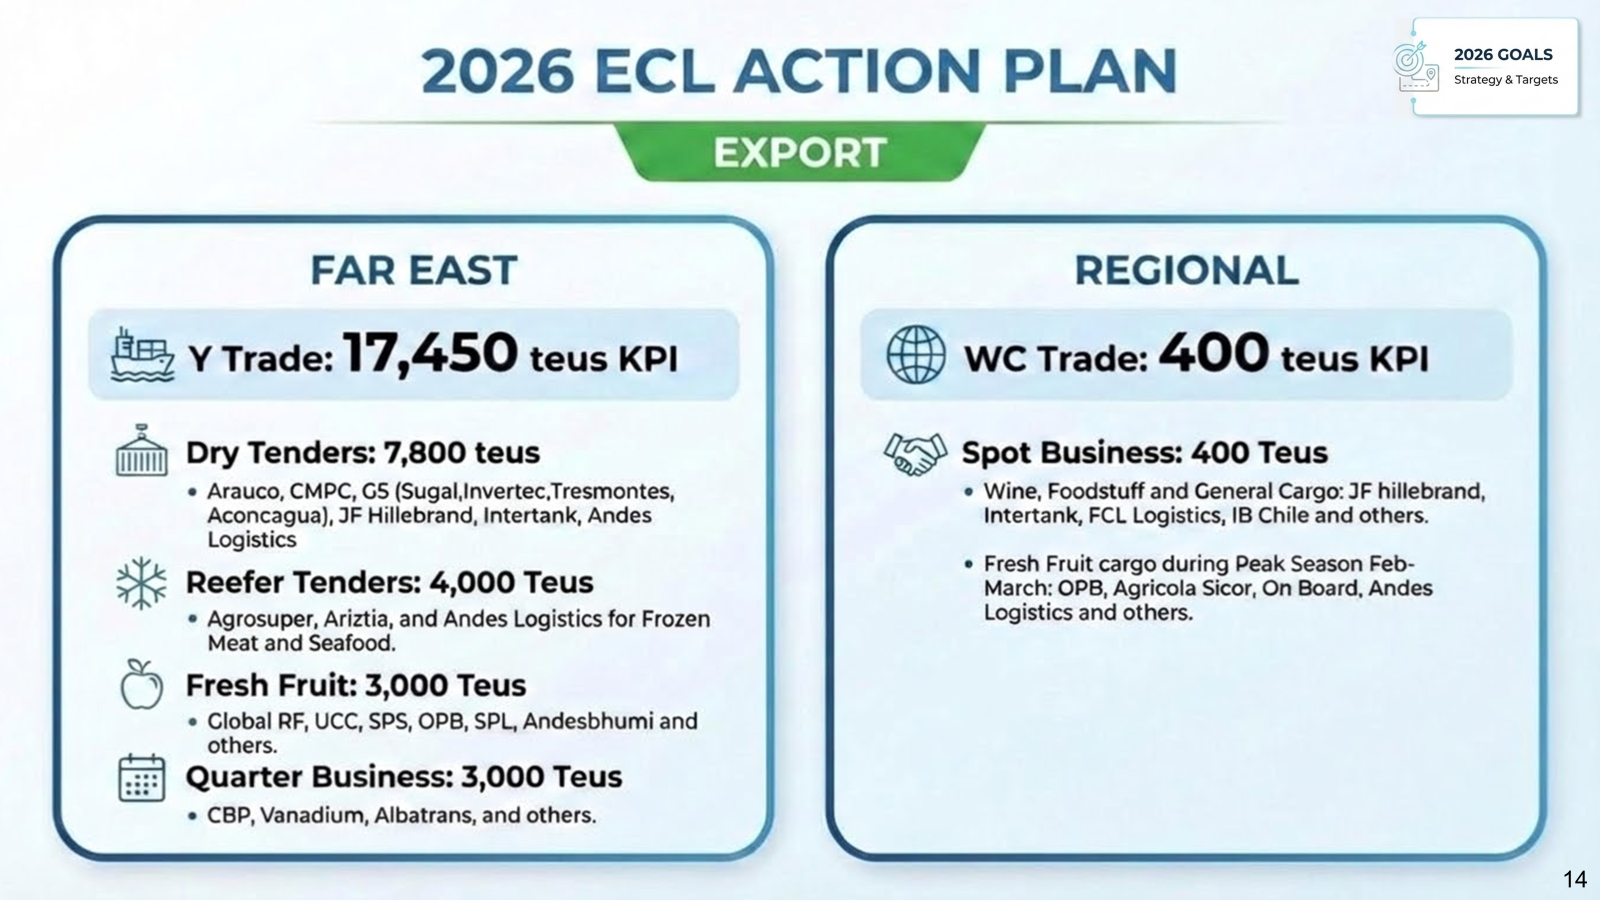 2026 ECL ACTION PLAN
2026 GOALS
Strategy & Targets
EXPORT
FAR EAST
Y Trade: 17,450 teus KPI
Dry Tenders: 7,800 teus
• Arauco, CMPC, G5 (Sugal,Invertec,Tresmontes,
Aconcagua), JF Hillebrand, Intertank, Andes
Logistics
Reefer Tenders: 4,000 Teus
• Agrosuper, Ariztia, and Andes Logistics for Frozen
Meat and Seafood.
Fresh Fruit: 3,000 Teus
• Global RF, UCC, SPS, OPB, SPL, Andesbhumi and
others.
Quarter Business: 3,000 Teus
• CBP, Vanadium, Albatrans, and others.
REGIONAL
WC Trade: 400 teus KPI
Spot Business: 400 Teus
• Wine, Foodstuff and General Cargo: JF hillebrand,
Intertank, FCL Logistics, IB Chile and others.
• Fresh Fruit cargo during Peak Season Feb-
March: OPB, Agricola Sicor, On Board, Andes
Logistics and others.
14